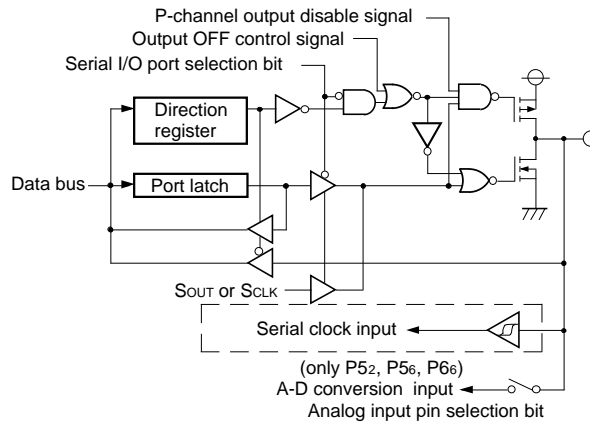 P-channel output disable signal
Output OFF control signal
Serial I/O port selection bit
Direction
register
Data bus
Port latch
SOUT or SCLK
Serial clock input
(only P52, P56, P66)
A-D conversion input
Analog input pin selection bit